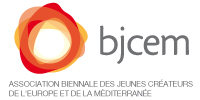 bjcem
ASSOCIATION BIENNALE DES JEUNES CRÉATEURS
DE L'EUROPE ET DE LA MÉDITERRANÉE